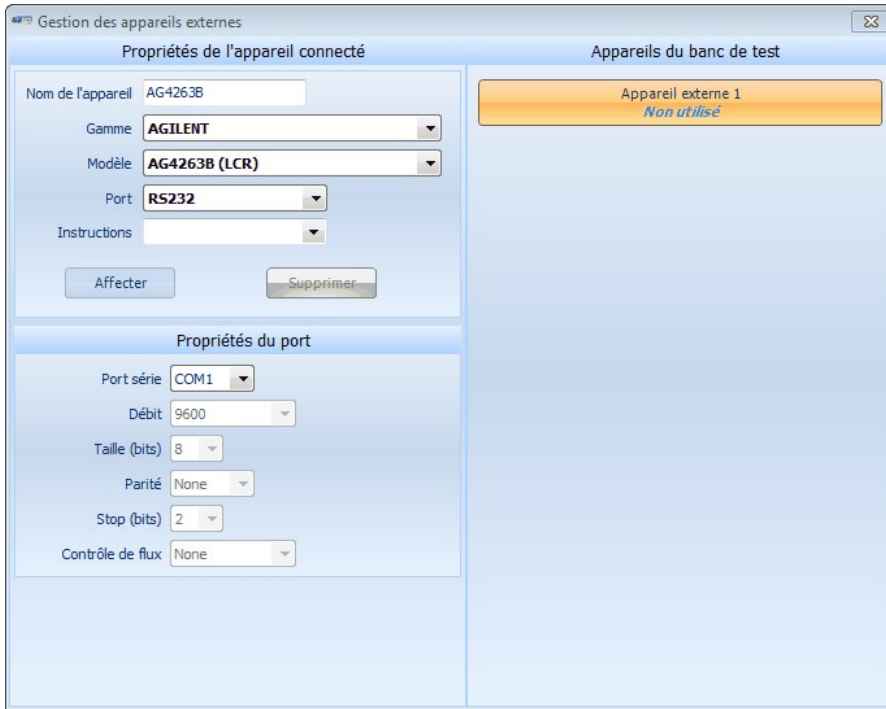 Gestion des appareils externes
Propriétés de l'appareil connecté
Nom de l'appareil AG4263B
Gamme AGILENT
Modèle AG4263B (LCR)
Port RS232
Instructions
Affecter Supprimer
Propriétés du port
Port série COM1
Débit 9600
Taille (bits) 8
Parité None
Stop (bits) 2
Contrôle de flux None
Appareils du banc de test
Appareil externe 1
Non utilisé